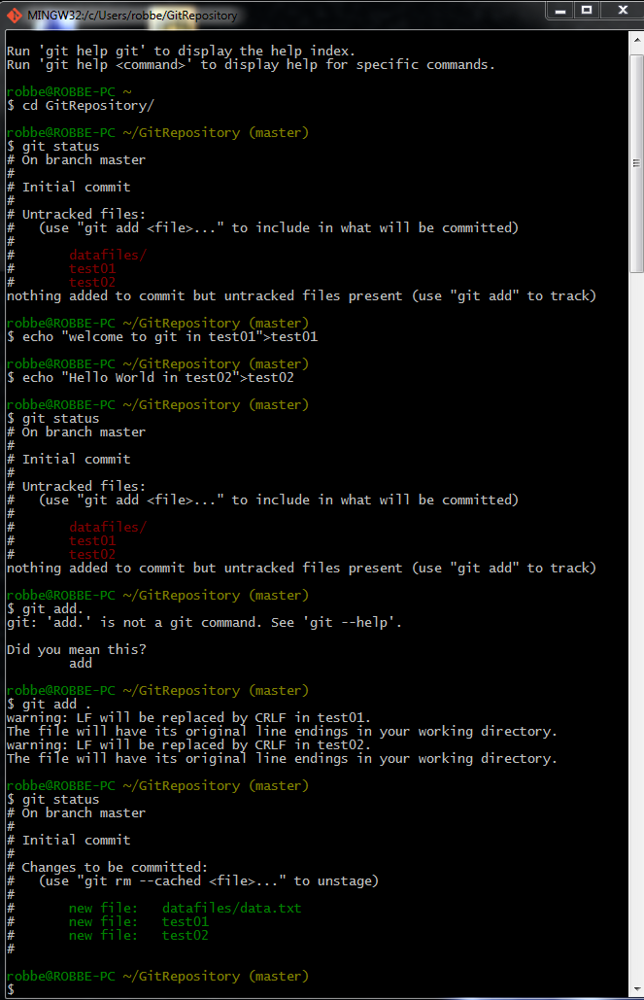 MINGW32:/c/Users/robbe/GitRepository
Run 'git help git' to display the help index.
Run 'git help <command>' to display help for specific commands.
robbe@ROBBE-PC ~
$ cd GitRepository/
robbe@ROBBE-PC ~/GitRepository (master)
$ git status
# On branch master
#
# Initial commit
#
# Untracked files:
#   (use "git add <file>..." to include in what will be committed)
#
#       datafiles/
#       test01
#       test02
nothing added to commit but untracked files present (use "git add" to track)
robbe@ROBBE-PC ~/GitRepository (master)
$ echo "welcome to git in test01">test01
robbe@ROBBE-PC ~/GitRepository (master)
$ echo "Hello World in test02">test02
robbe@ROBBE-PC ~/GitRepository (master)
$ git status
# On branch master
#
# Initial commit
#
# Untracked files:
#   (use "git add <file>..." to include in what will be committed)
#
#       datafiles/
#       test01
#       test02
nothing added to commit but untracked files present (use "git add" to track)
robbe@ROBBE-PC ~/GitRepository (master)
$ git add.
git: 'add.' is not a git command. See 'git --help'.
Did you mean this?
        add
robbe@ROBBE-PC ~/GitRepository (master)
$ git add .
warning: LF will be replaced by CRLF in test01.
The file will have its original line endings in your working directory.
warning: LF will be replaced by CRLF in test02.
The file will have its original line endings in your working directory.
robbe@ROBBE-PC ~/GitRepository (master)
$ git status
# On branch master
#
# Initial commit
#
# Changes to be committed:
#   (use "git rm --cached <file>..." to unstage)
#
#       new file:   datafiles/data.txt
#       new file:   test01
#       new file:   test02
#
robbe@ROBBE-PC ~/GitRepository (master)
$